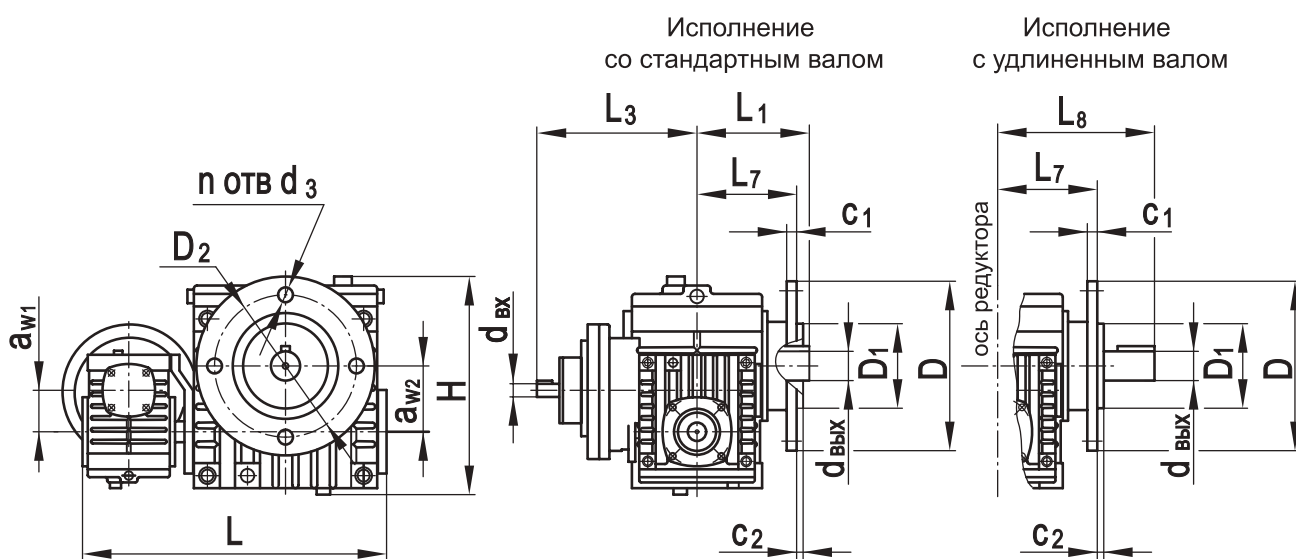 Исполнение
со стандартным валом
Исполнение
с удлиненным валом
L3
L1
L8
L7
L7
n отв d 3
c1
c1
D2
ось редуктора
dвх
aw1
aw2
H
D1
D
D1
D
dвых
dвых
L
c2
c2